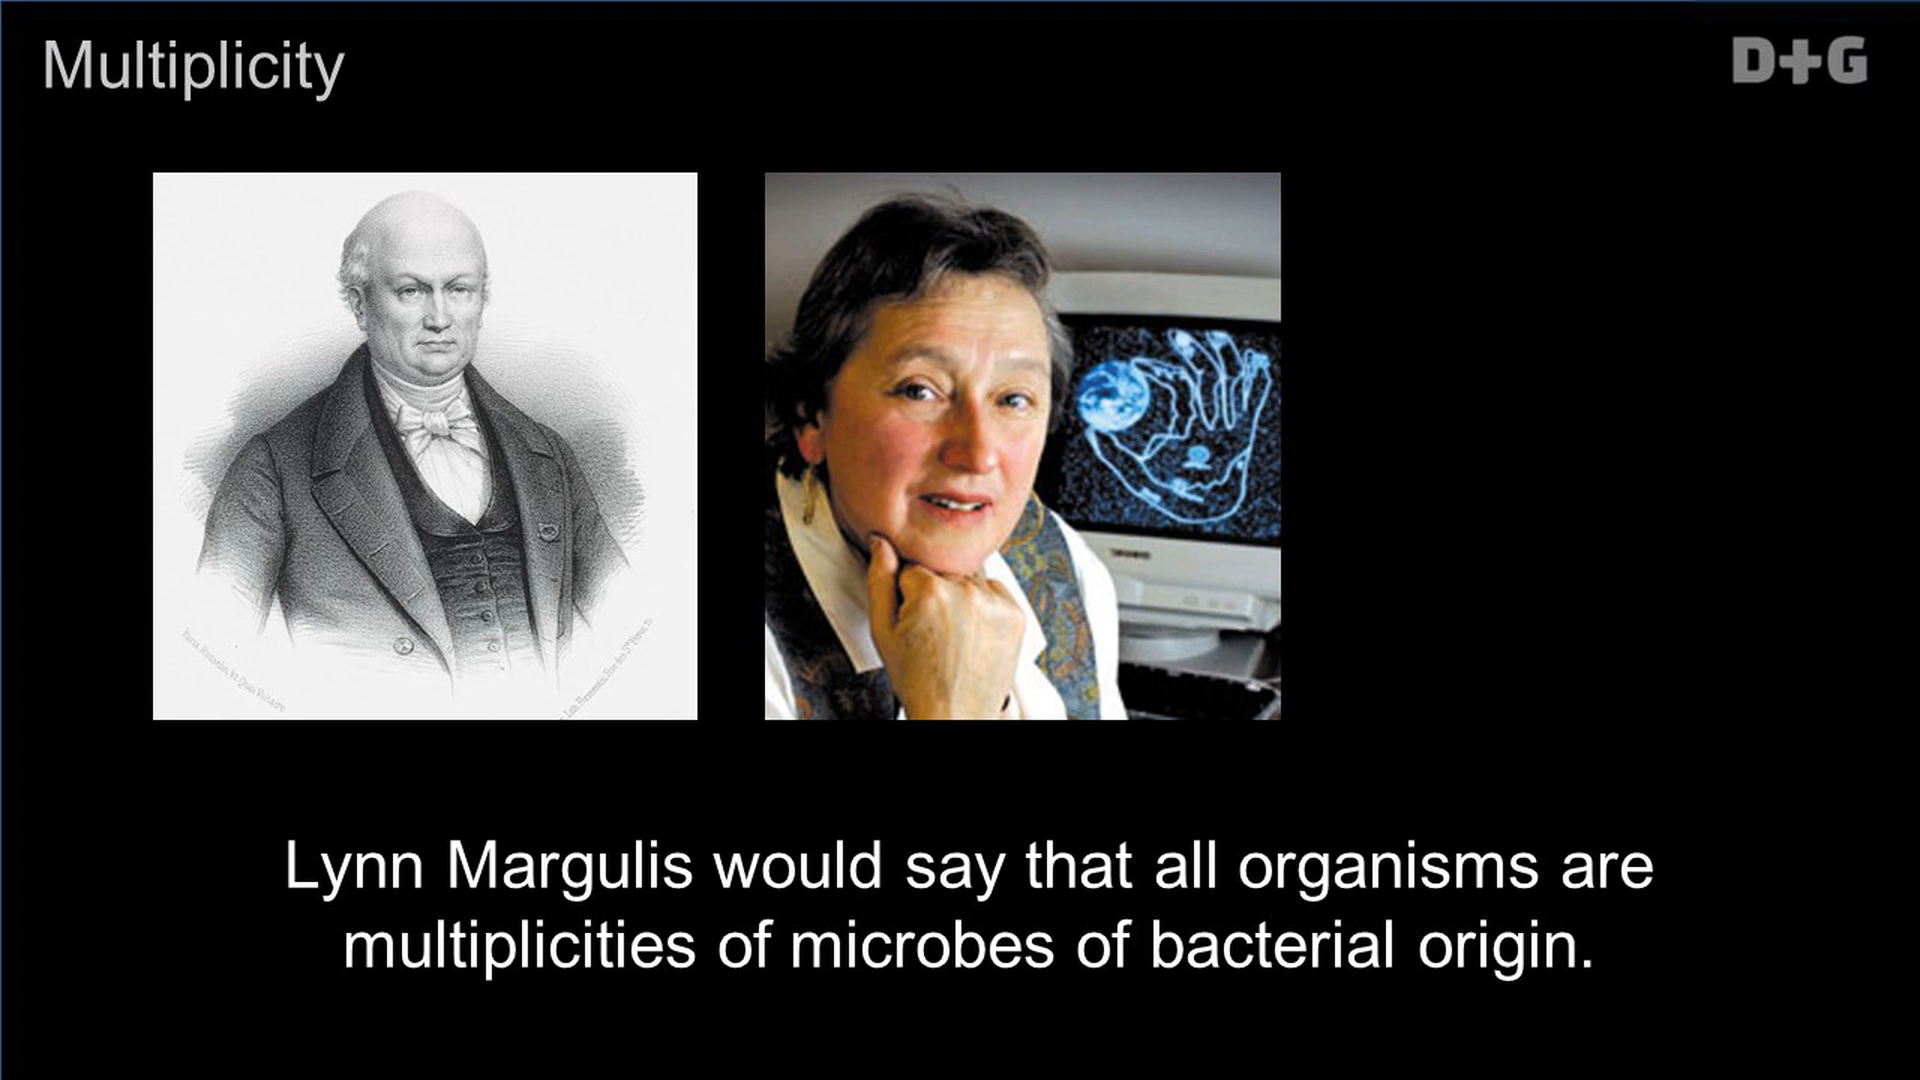 Multiplicity
D+G
Lynn Margulis would say that all organisms are
multiplicities of microbes of bacterial origin.